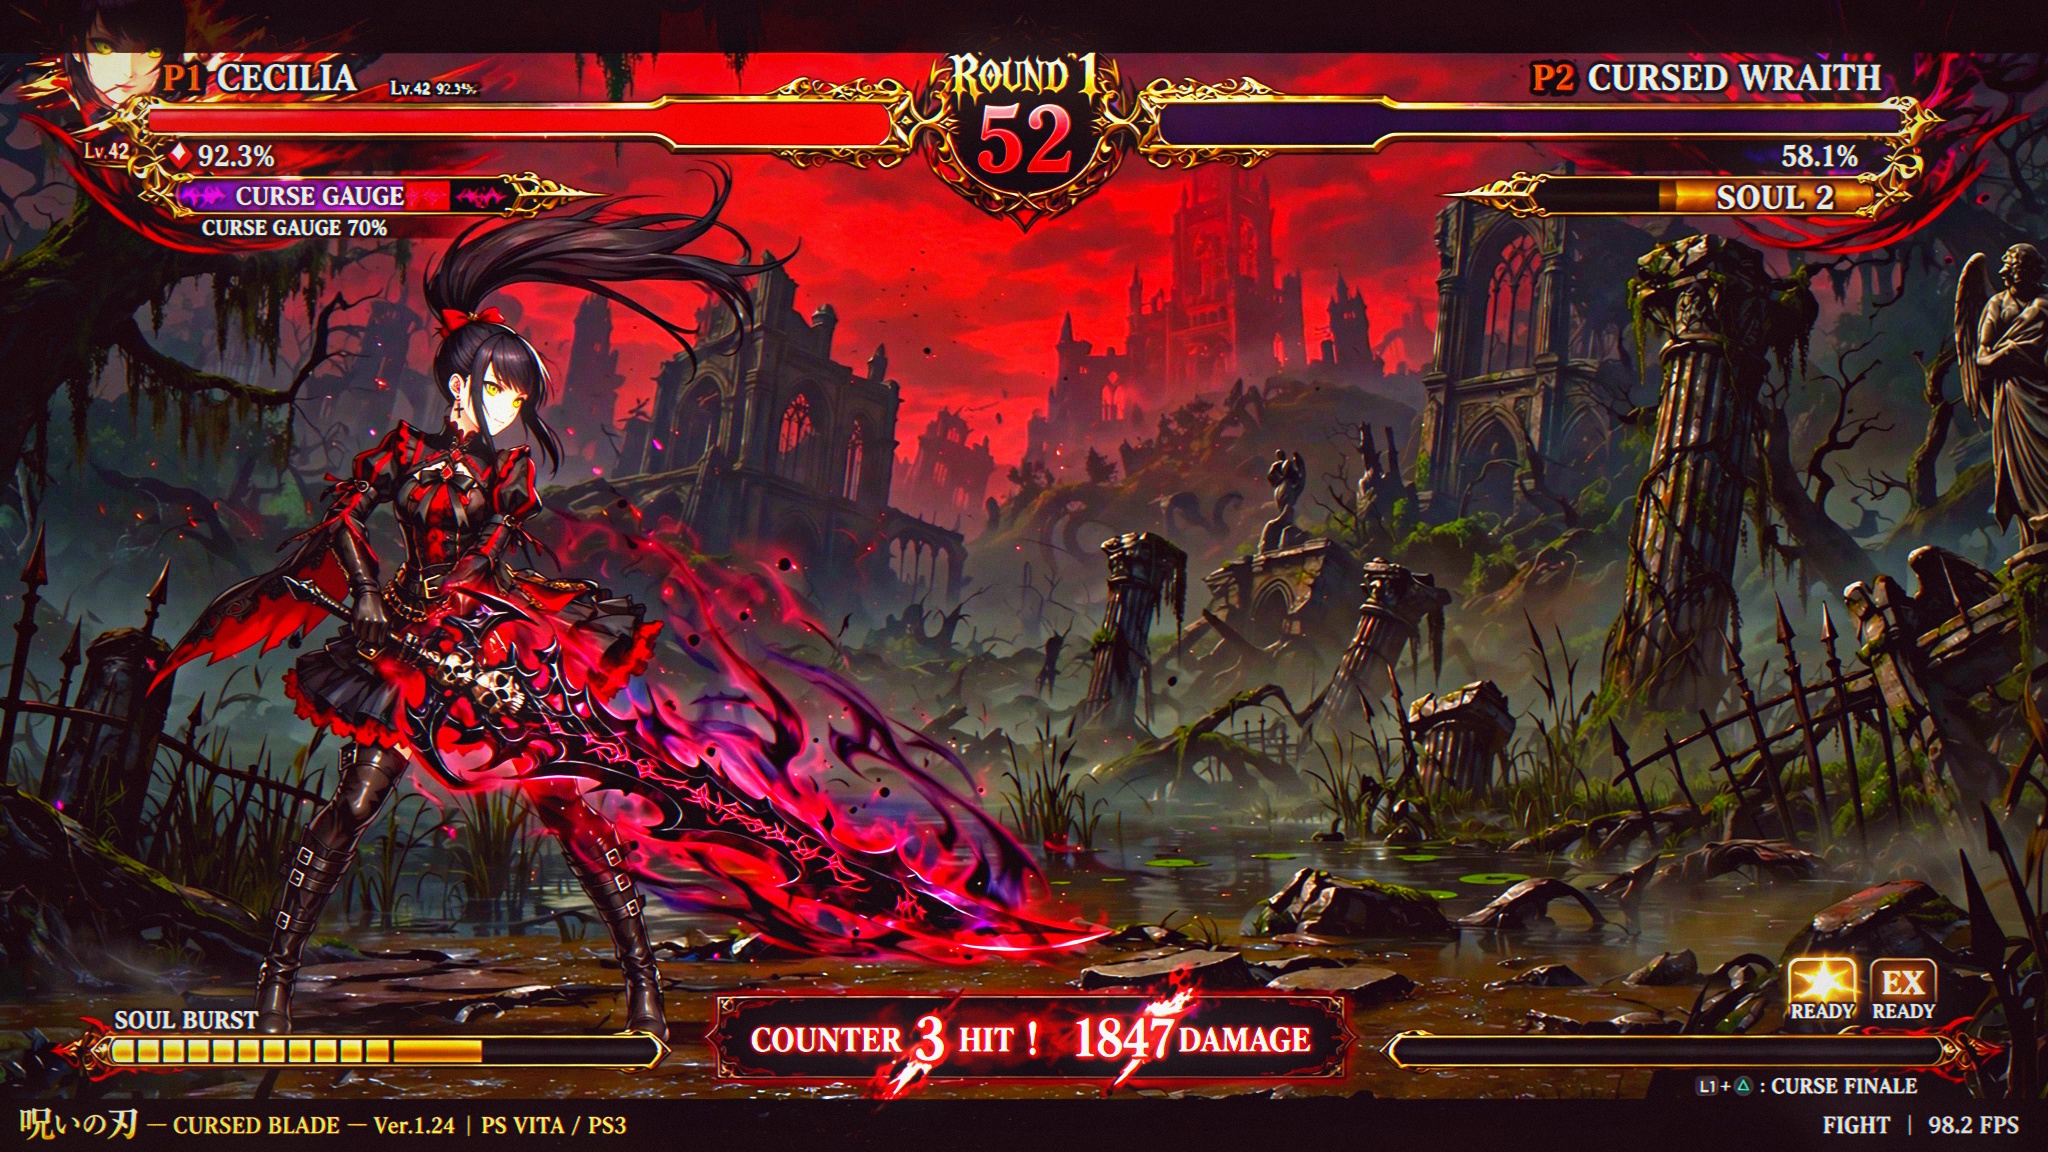 P1 CECILIA Lv.42 92.3%
ROUND 1
P2 CURSED WRAITH
52
Lv.42 92.3%
58.1%
CURSE GAUGE
SOUL 2
CURSE GAUGE 70%
EX
READY READY
SOUL BURST
COUNTER 3 HIT ! 1847 DAMAGE
L1+△ : CURSE FINALE
呪いの刃 — CURSED BLADE — Ver.1.24 | PS VITA / PS3
FIGHT | 98.2 FPS